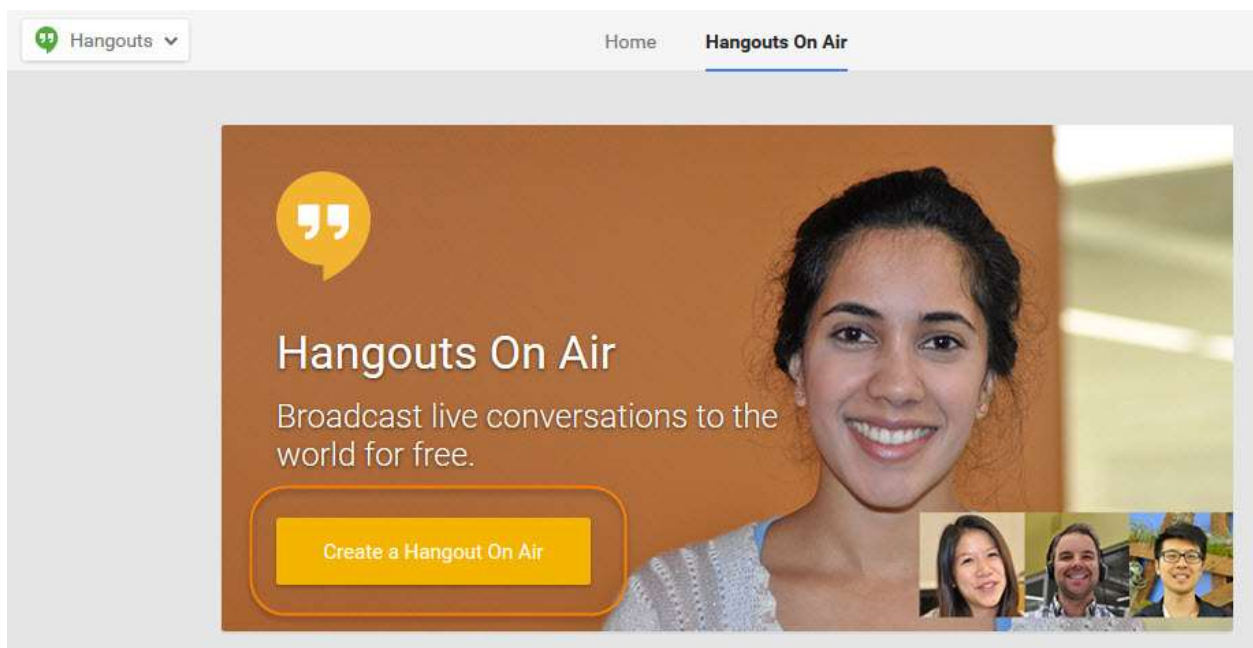 Hangouts
Home
Hangouts On Air
Hangouts On Air
Broadcast live conversations to the
world for free.
Create a Hangout On Air